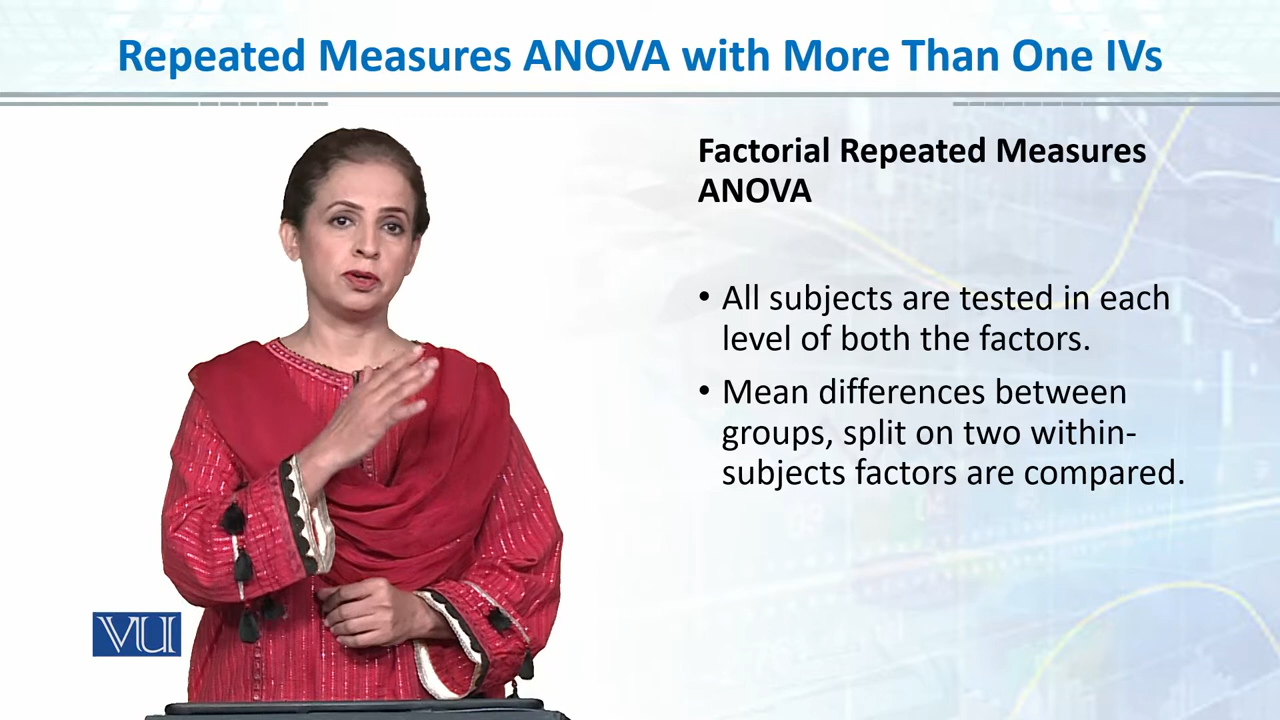 Repeated Measures ANOVA with More Than One IVs
Factorial Repeated Measures
ANOVA
• All subjects are tested in each
level of both the factors.
• Mean differences between
groups, split on two within-
subjects factors are compared.
VU